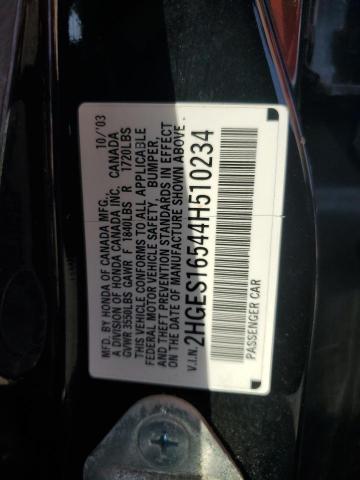 MFD. BY HONDA OF CANADA MFG. 10/'03
A DIVISION OF HONDA CANADA INC. CANADA
GVWR 3550LBS GAWR F 1840LBS R 1720LBS
THIS VEHICLE CONFORMS TO ALL APPLICABLE
FEDERAL MOTOR VEHICLE SAFETY, BUMPER,
AND THEFT PREVENTION STANDARDS IN EFFECT
ON THE DATE OF MANUFACTURE SHOWN ABOVE.
V.I.N. 2HGES16544H510234
PASSENGER CAR